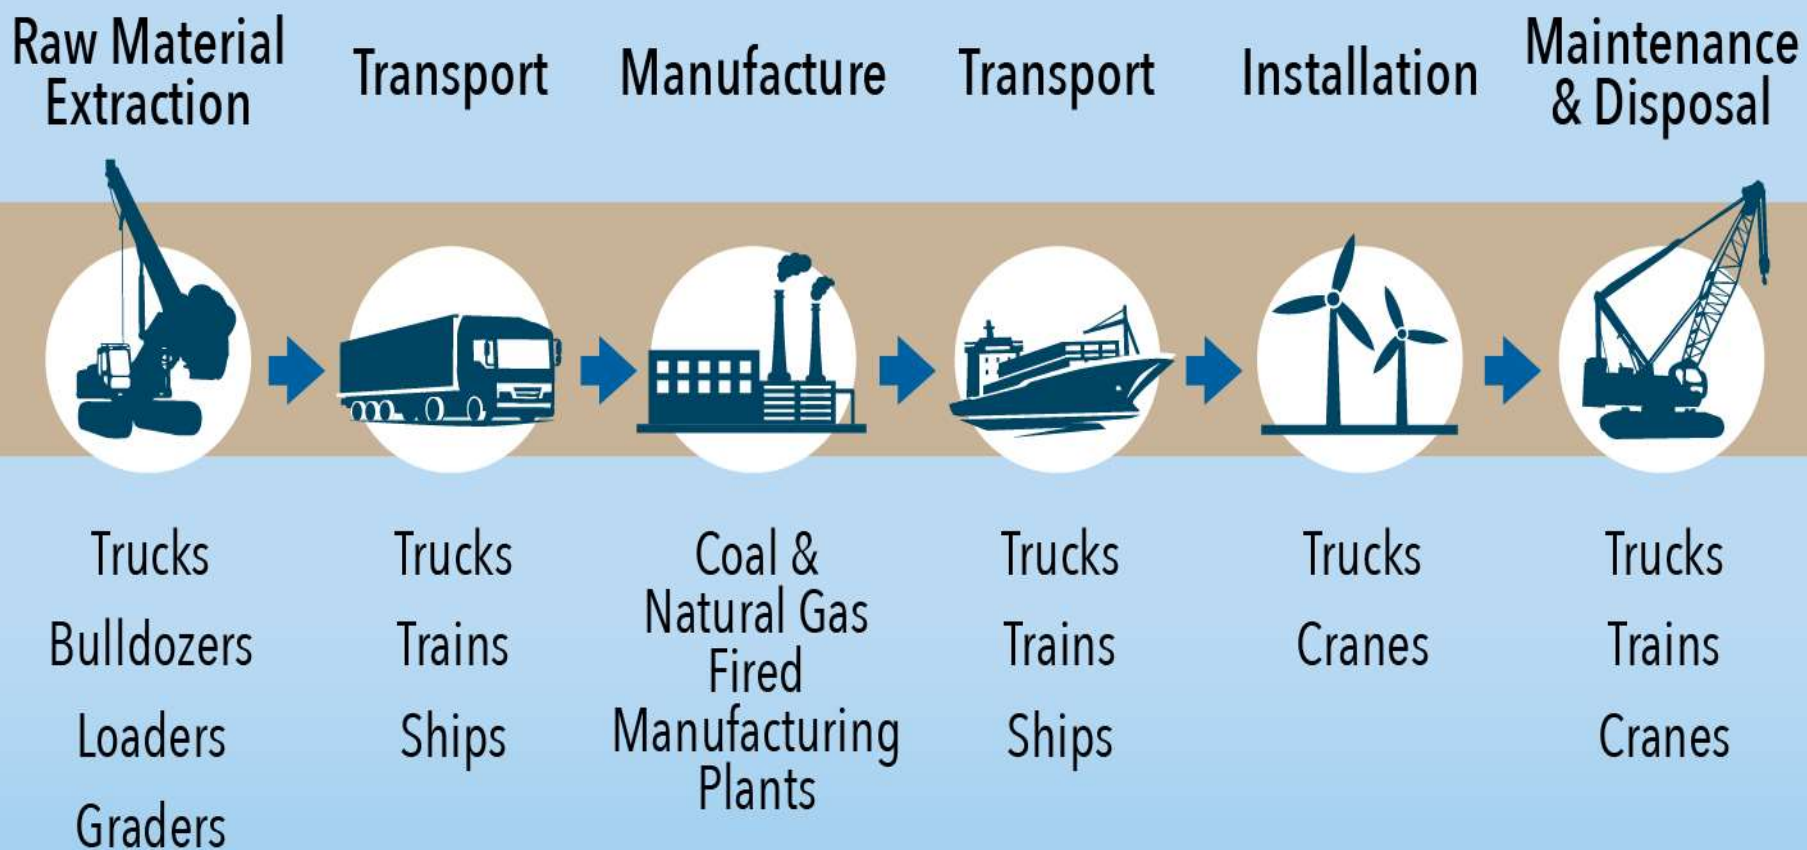 Raw Material
Extraction
Transport
Manufacture
Transport
Installation
Maintenance
& Disposal
Trucks
Bulldozers
Loaders
Graders
Trucks
Trains
Ships
Coal &
Natural Gas
Fired
Manufacturing
Plants
Trucks
Trains
Ships
Trucks
Cranes
Trucks
Trains
Cranes